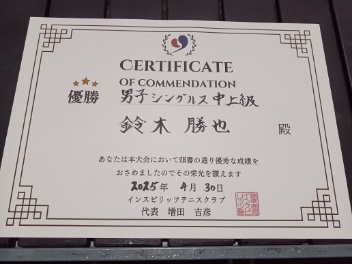 CERTIFICATE
OF COMMENDATION
優勝 男子シングルス中上級
鈴木 勝也 殿
あなたは本大会において頭書の通り優秀な成績を
おさめましたのでその栄光を讃えます
2025年 4月 30日
インスピリッツテニスクラブ
代表 増田 吉彦